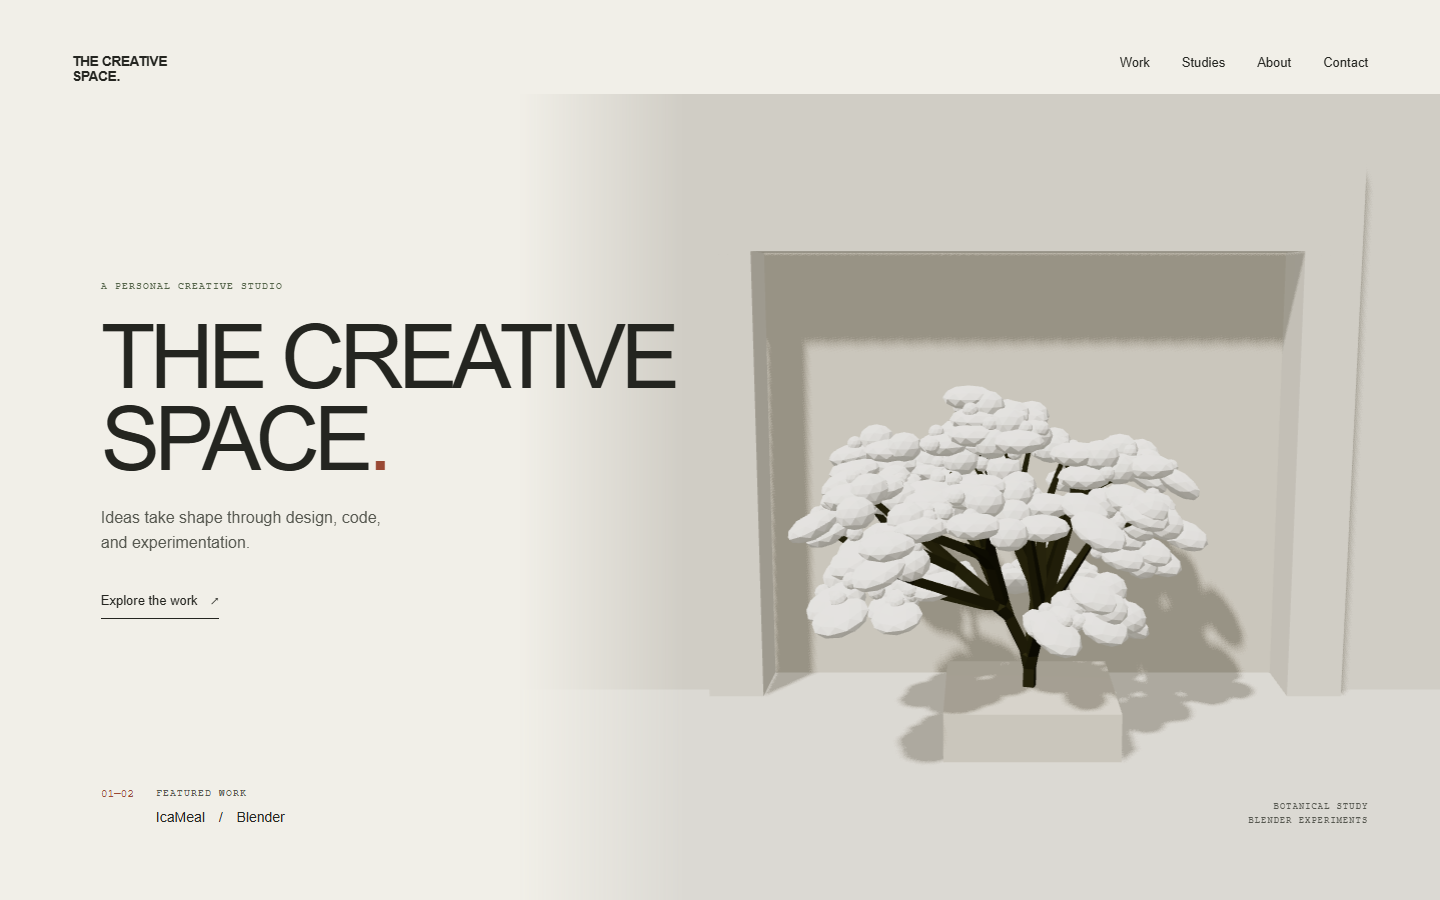 THE CREATIVE
SPACE.
Work
Studies
About
Contact
A PERSONAL CREATIVE STUDIO
THE CREATIVE
SPACE.
Ideas take shape through design, code,
and experimentation.
Explore the work ↗
01—02
FEATURED WORK
IcaMeal / Blender
BOTANICAL STUDY
BLENDER EXPERIMENTS